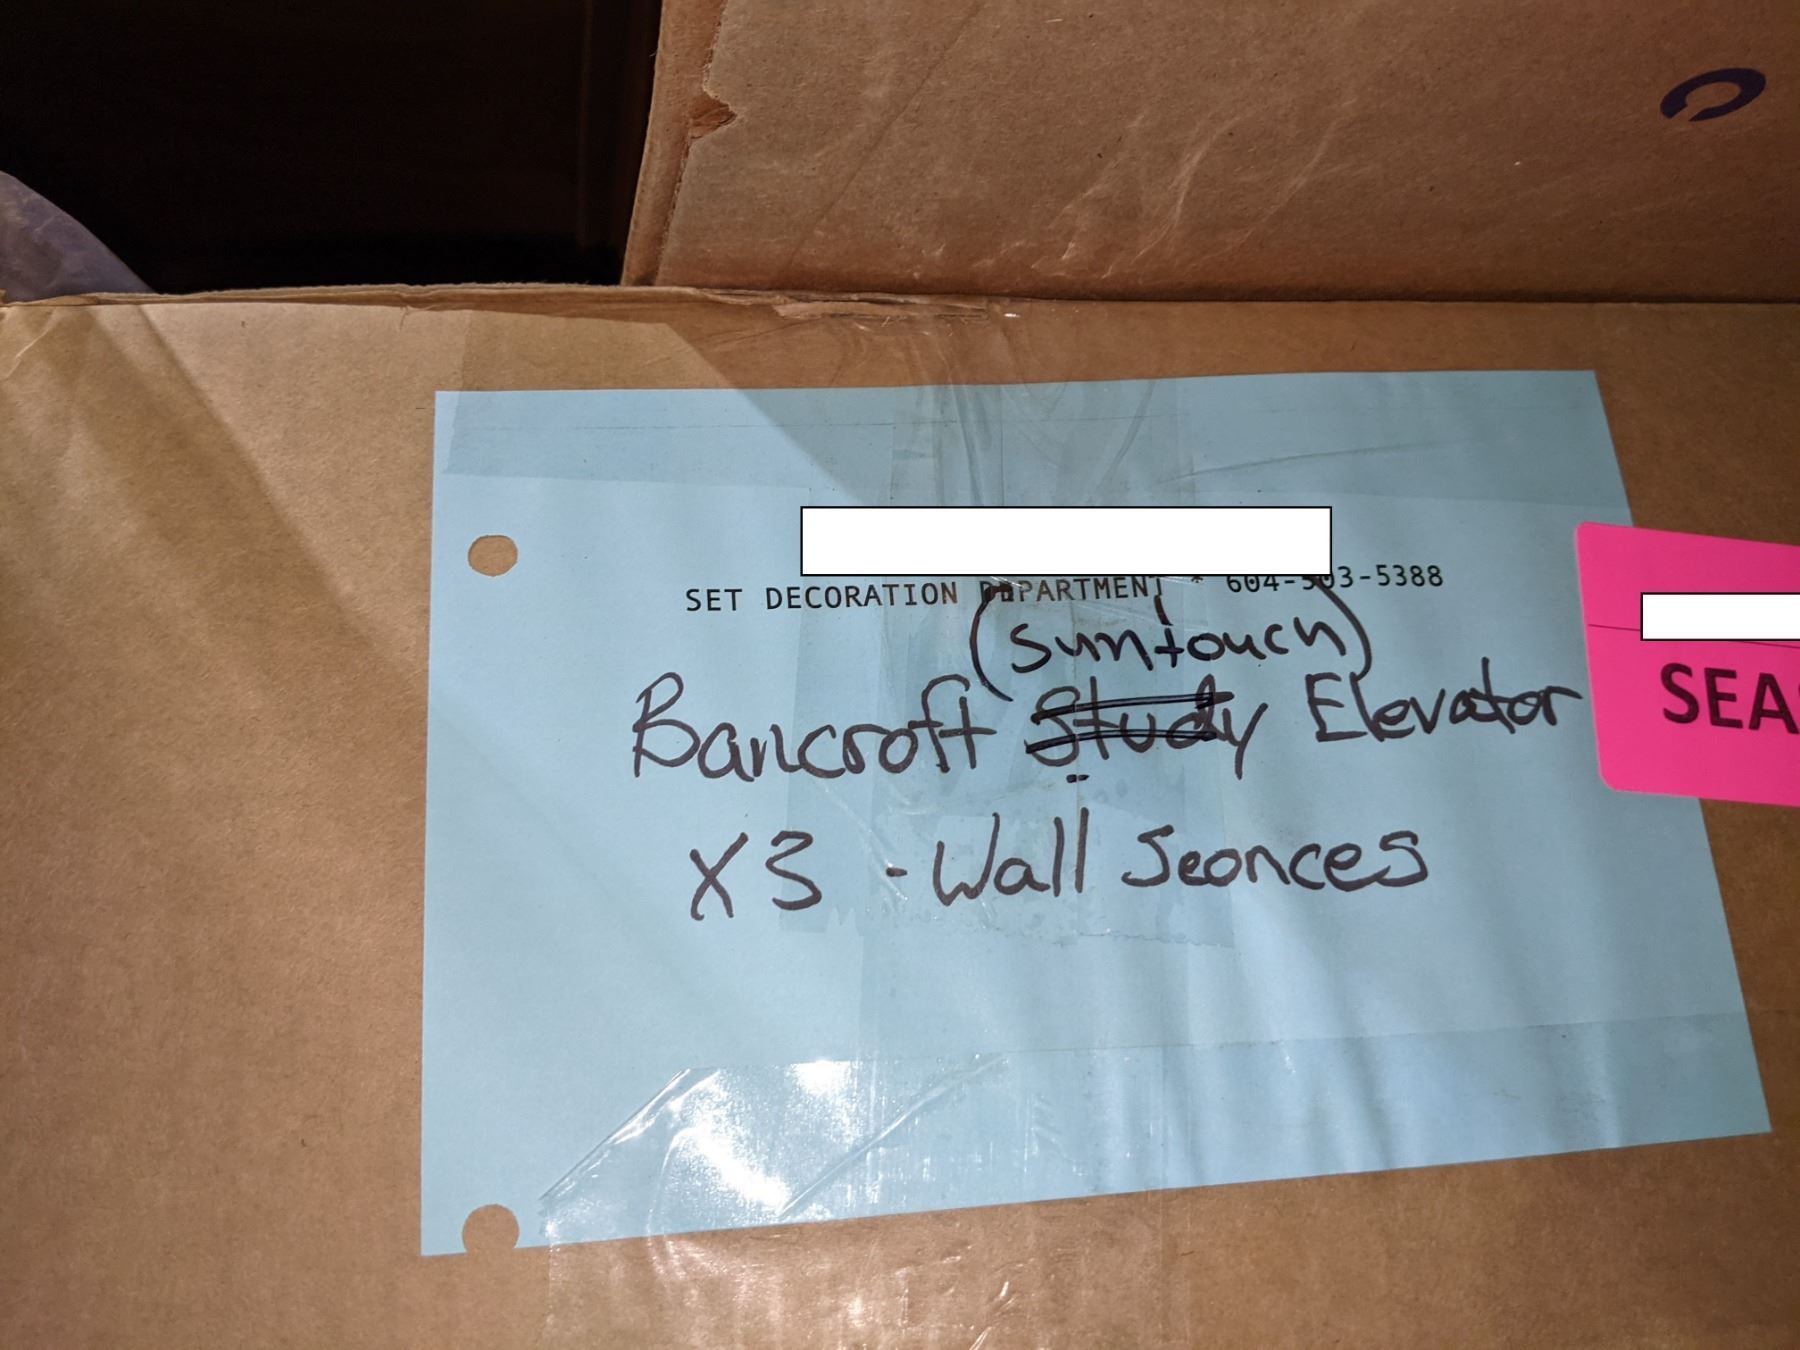 SET DECORATION DEPARTMENT * 604-503-5388
(suntouch)
Bancroft Study Elevator
X3 - Wall Sconces
SEA